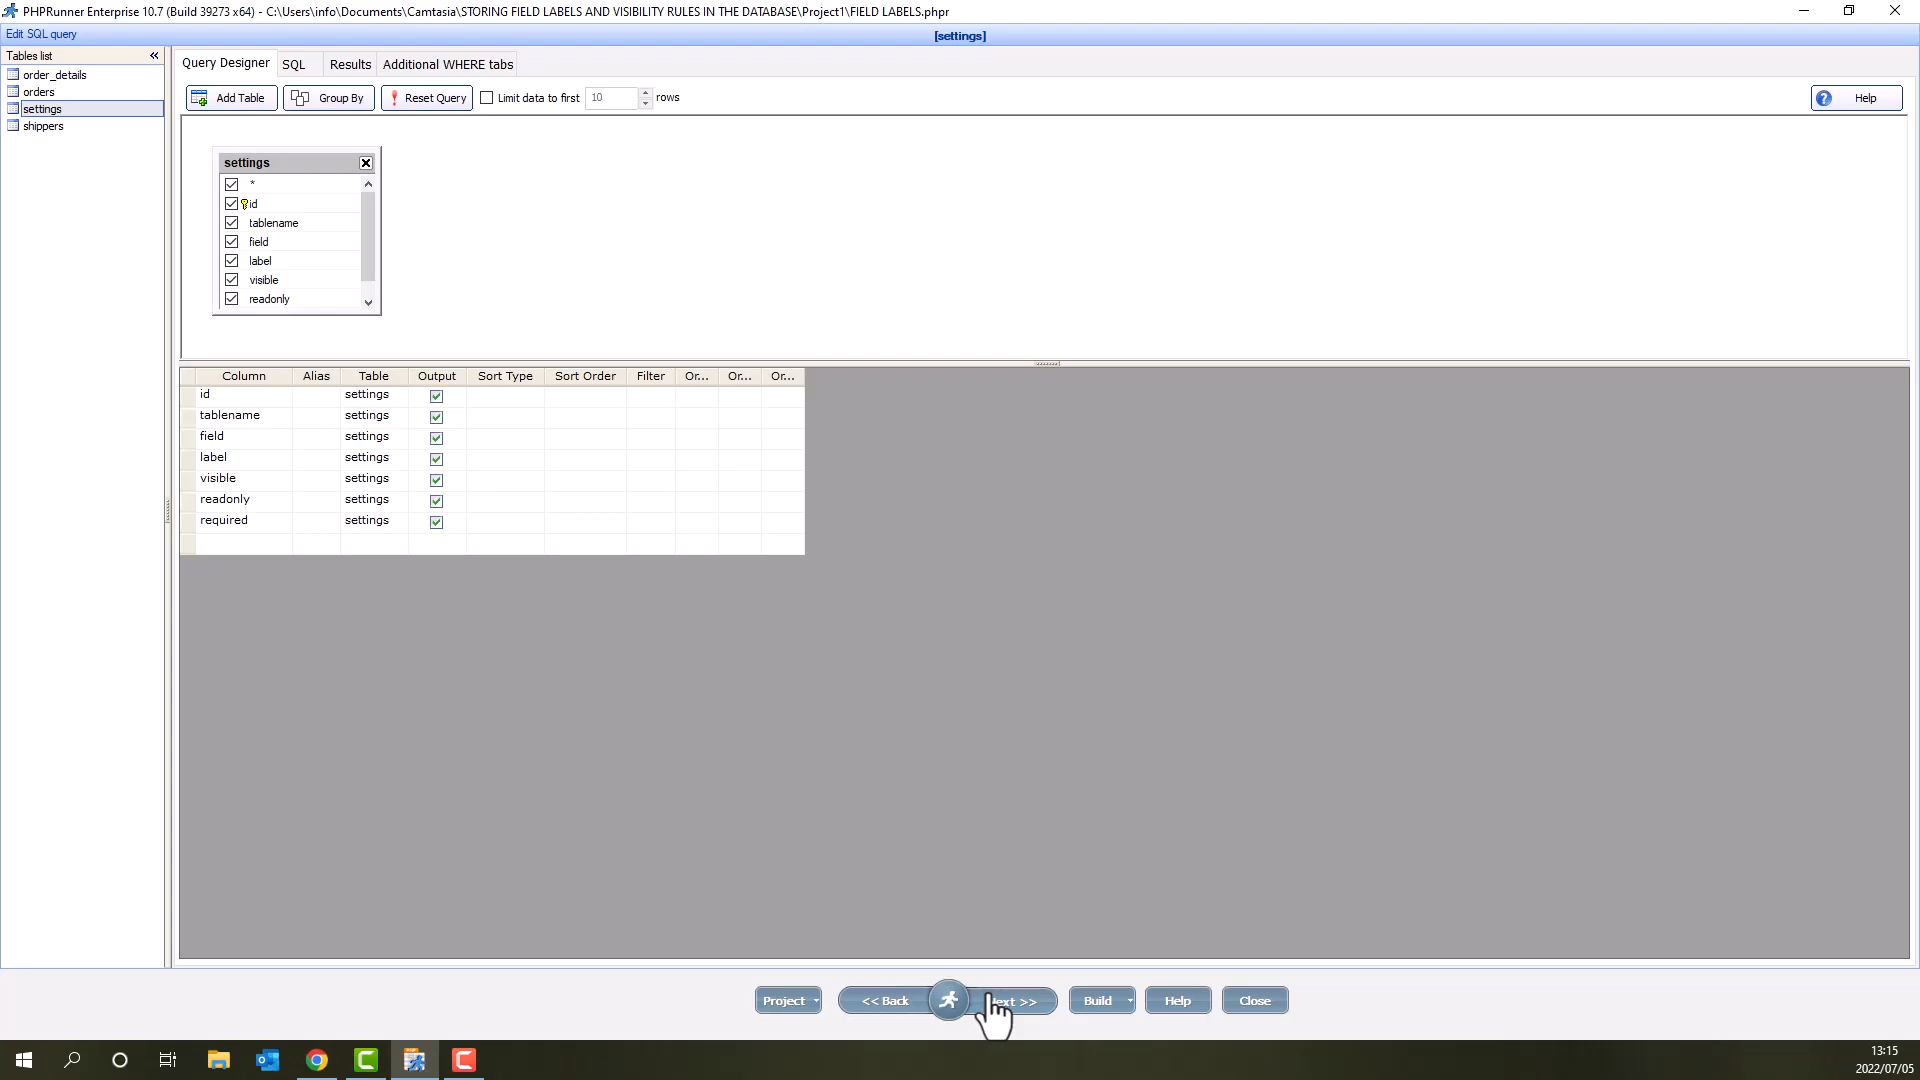 PHPRunner Enterprise 10.7 (Build 39273 x64) - C:\Users\info\Documents\Camtasia\STORING FIELD LABELS AND VISIBILITY RULES IN THE DATABASE\Project1\FIELD LABELS.phpr
Edit SQL query
[settings]
Tables list
order_details
orders
settings
shippers
Query Designer
SQL
Results
Additional WHERE tabs
Add Table
Group By
Reset Query
Limit data to first
10
rows
Help
settings
*
id
tablename
field
label
visible
readonly
Column Alias Table Output Sort Type Sort Order Filter Or... Or... Or...
id settings
tablename settings
field settings
label settings
visible settings
readonly settings
required settings
Project
<< Back
>>
Build
Help
Close
13:15
2022/07/05